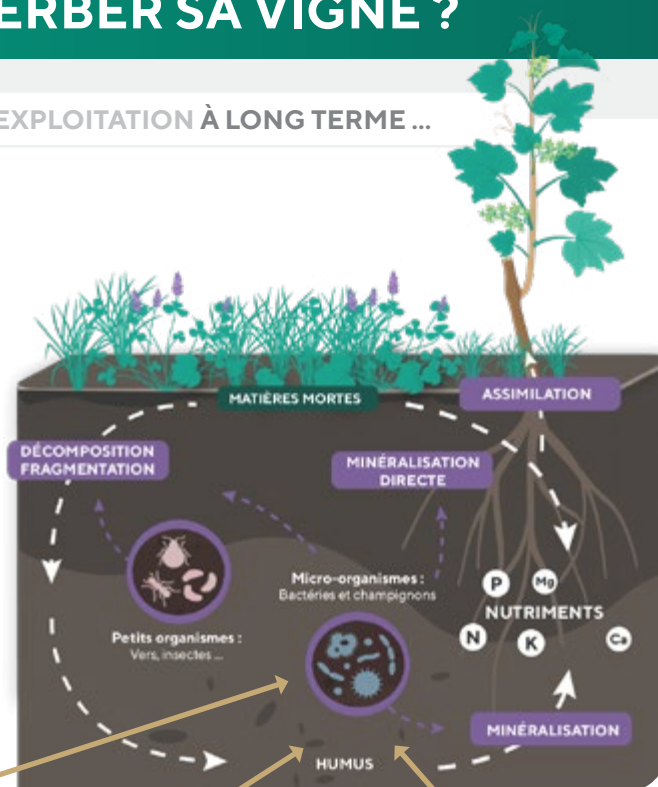 ERBER SA VIGNE ?
EXPLOITATION À LONG TERME ...
MATIÈRES MORTES
ASSIMILATION
DÉCOMPOSITION
FRAGMENTATION
MINÉRALISATION
DIRECTE
Micro-organismes :
Bactéries et champignons
P
Mg
NUTRIMENTS
N
K
Ca
Petits organismes :
Vers, insectes ...
MINÉRALISATION
HUMUS